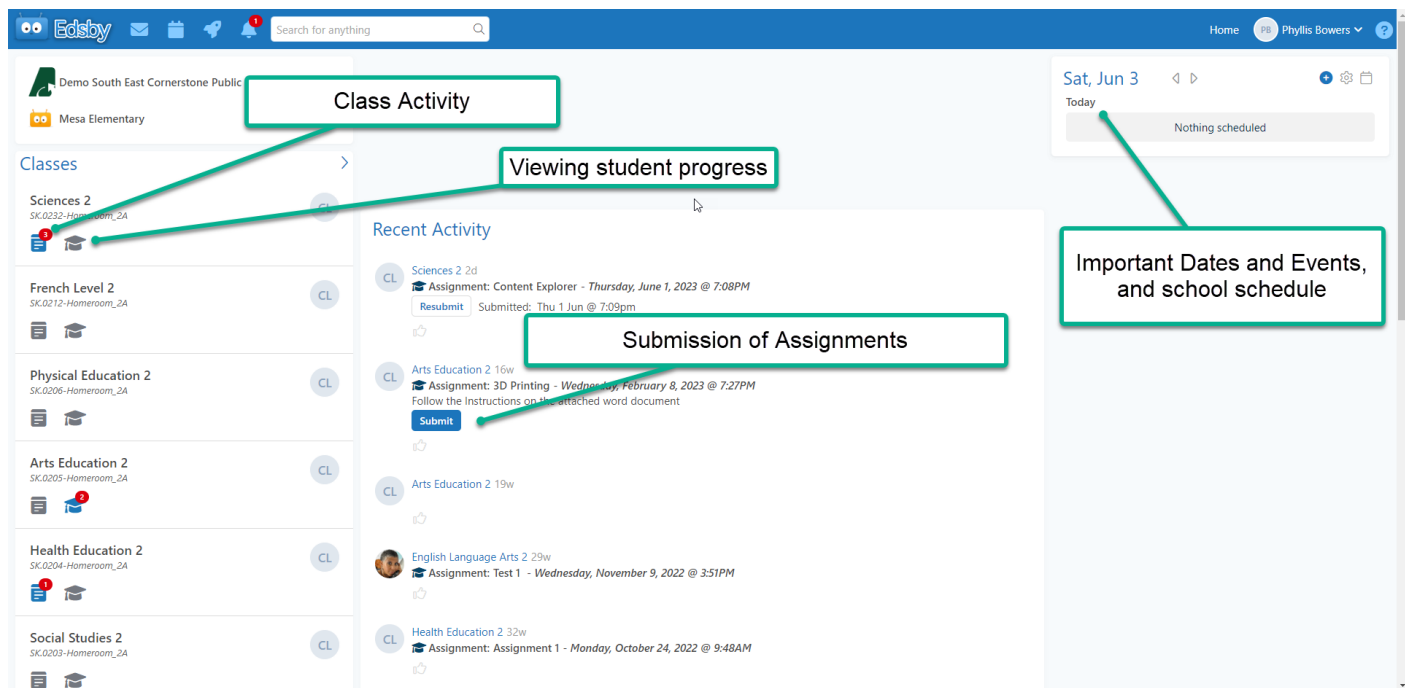 Edsby
1
Search for anything
Home
PB
Phyllis Bowers
?
Demo South East Cornerstone Public
Mesa Elementary
Class Activity
Viewing student progress
Classes
Sciences 2
SK.0232-Homeroom_2A
CL
3
French Level 2
SK.0212-Homeroom_2A
CL
Physical Education 2
SK.0206-Homeroom_2A
CL
Arts Education 2
SK.0205-Homeroom_2A
CL
2
Health Education 2
SK.0204-Homeroom_2A
CL
1
Social Studies 2
SK.0203-Homeroom_2A
CL
Recent Activity
CL
Sciences 2 2d
Assignment: Content Explorer - Thursday, June 1, 2023 @ 7:08PM
Resubmit Submitted: Thu 1 Jun @ 7:09pm
Submission of Assignments
CL
Arts Education 2 16w
Assignment: 3D Printing - Wednesday, February 8, 2023 @ 7:27PM
Follow the Instructions on the attached word document
Submit
CL
Arts Education 2 19w
English Language Arts 2 29w
Assignment: Test 1 - Wednesday, November 9, 2022 @ 3:51PM
CL
Health Education 2 32w
Assignment: Assignment 1 - Monday, October 24, 2022 @ 9:48AM
Sat, Jun 3
Today
Nothing scheduled
Important Dates and Events,
and school schedule